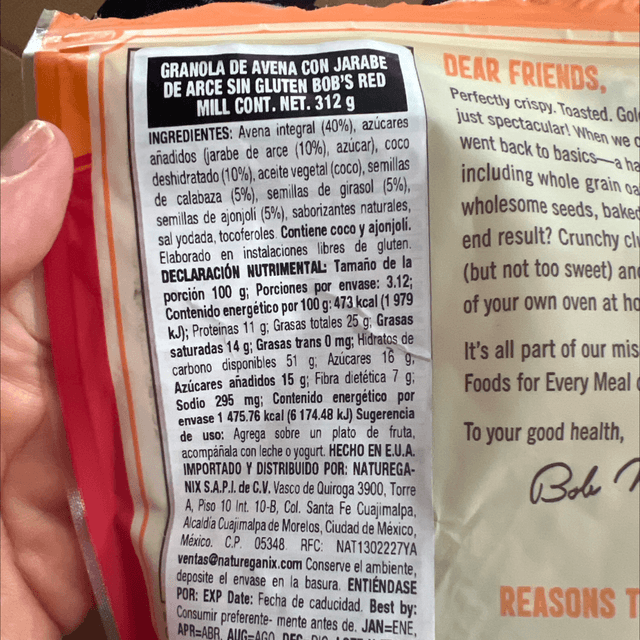 GRANOLA DE AVENA CON JARABE
DE ARCE SIN GLUTEN BOB'S RED
MILL CONT. NET. 312 g
INGREDIENTES: Avena integral (40%), azúcares
añadidos (jarabe de arce (10%), azúcar), coco
deshidratado (10%), aceite vegetal (coco), semillas
de calabaza (5%), semillas de girasol (5%),
semillas de ajonjolí (5%), saborizantes naturales,
sal yodada, tocoferoles. Contiene coco y ajonjolí.
Elaborado en instalaciones libres de gluten.
DECLARACIÓN NUTRIMENTAL: Tamaño de la
porción 100 g; Porciones por envase: 3.12;
Contenido energético por 100 g: 473 kcal (1 979
kJ); Proteínas 11 g; Grasas totales 25 g; Grasas
saturadas 14 g; Grasas trans 0 mg; Hidratos de
carbono disponibles 51 g, Azúcares 16 g,
Azúcares añadidos 15 g; Fibra dietética 7 g;
Sodio 295 mg; Contenido energético por
envase 1 475.76 kcal (6 174.48 kJ) Sugerencia
de uso: Agrega sobre un plato de fruta,
acompáñala con leche o yogurt. HECHO EN E.U.A.
IMPORTADO Y DISTRIBUIDO POR: NATUREGA-
NIX S.A.P.I. de C.V. Vasco de Quiroga 3900, Torre
A, Piso 10 Int. 10-B, Col. Santa Fe Cuajimalpa,
Alcaldía Cuajimalpa de Morelos, Ciudad de México,
México. C.P. 05348 RFC: NAT1302227YA
ventas@natureganix.com Conserve el ambiente,
deposite el envase en la basura. ENTIÉNDASE
POR: EXP Date: Fecha de caducidad. Best by:
Consumir preferente- mente antes de. JAN=ENE,
APR=ABR, AUG=AGO, DEC
DEAR FRIENDS,
Perfectly crispy. Toasted.
just spectacular! When we
went back to basics—a
including whole grain
wholesome seeds, baked
end result? Crunchy
(but not too sweet)
of your own oven at
It's all part of our
Foods for Every Meal
To your good health,
Bob
REASONS